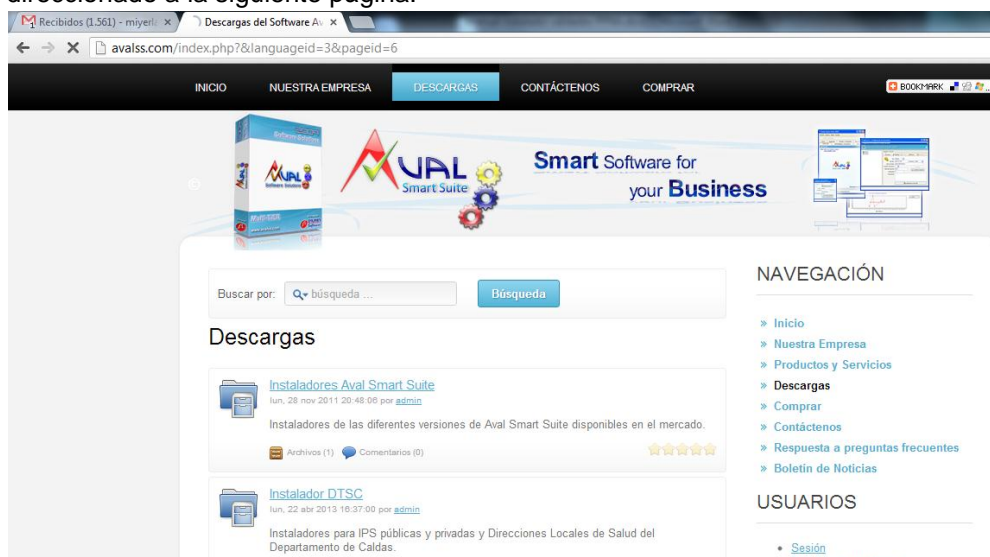 direccionado a la siguiente página:
Recibidos (1.561) - miyerl
Descargas del Software Av
avalss.com/index.php?&languageid=3&pageid=6
INICIO NUESTRA EMPRESA DESCARGAS CONTÁCTENOS COMPRAR
BOOKMARK
AVAL
Smart Suite
Smart Software for
your Business
NAVEGACIÓN
Buscar por: búsqueda ... Búsqueda
» Inicio
Descargas
» Nuestra Empresa
» Productos y Servicios
Instaladores Aval Smart Suite
» Descargas
lun, 28 nov 2011 20:48:06 por admin
» Comprar
Instaladores de las diferentes versiones de Aval Smart Suite disponibles en el mercado.
» Contáctenos
» Respuesta a preguntas frecuentes
Archivos (1) Comentarios (0)
» Boletín de Noticias
Instalador DTSC
USUARIOS
lun, 22 abr 2013 16:37:00 por admin
Instaladores para IPS públicas y privadas y Direcciones Locales de Salud del
Departamento de Caldas.
• Sesión